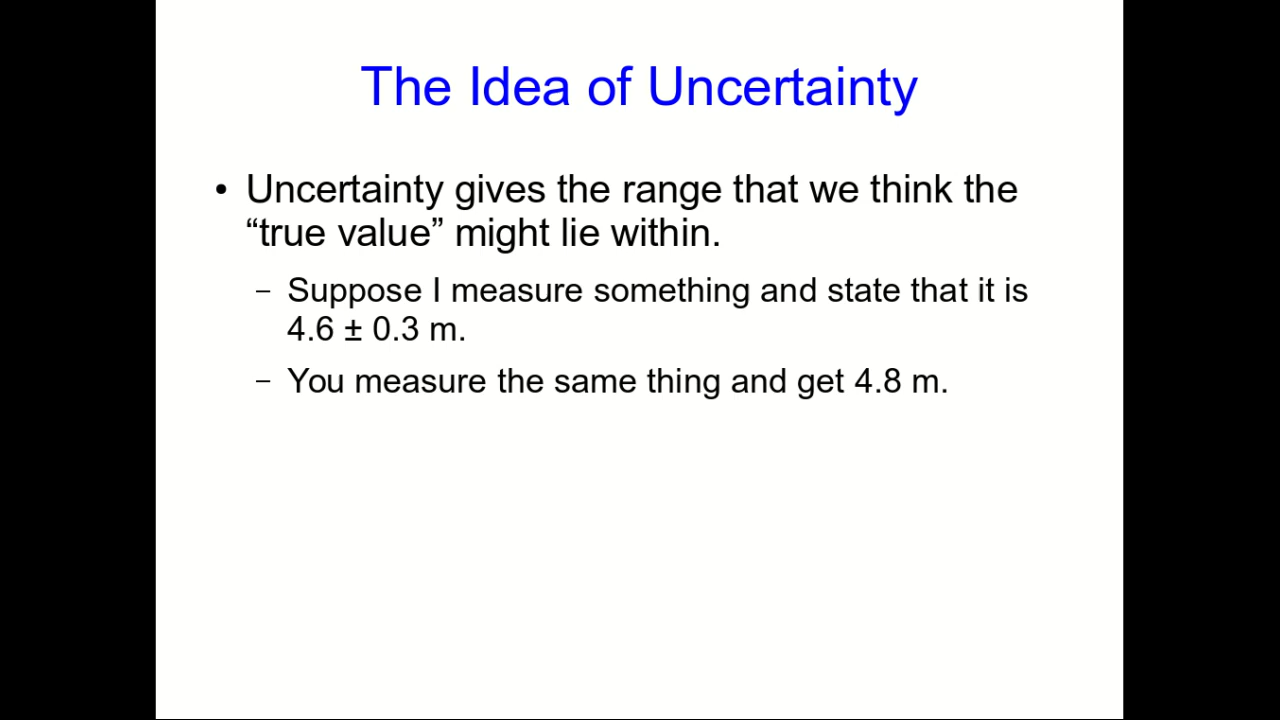 The Idea of Uncertainty
• Uncertainty gives the range that we think the
“true value” might lie within.
– Suppose I measure something and state that it is
4.6 ± 0.3 m.
– You measure the same thing and get 4.8 m.